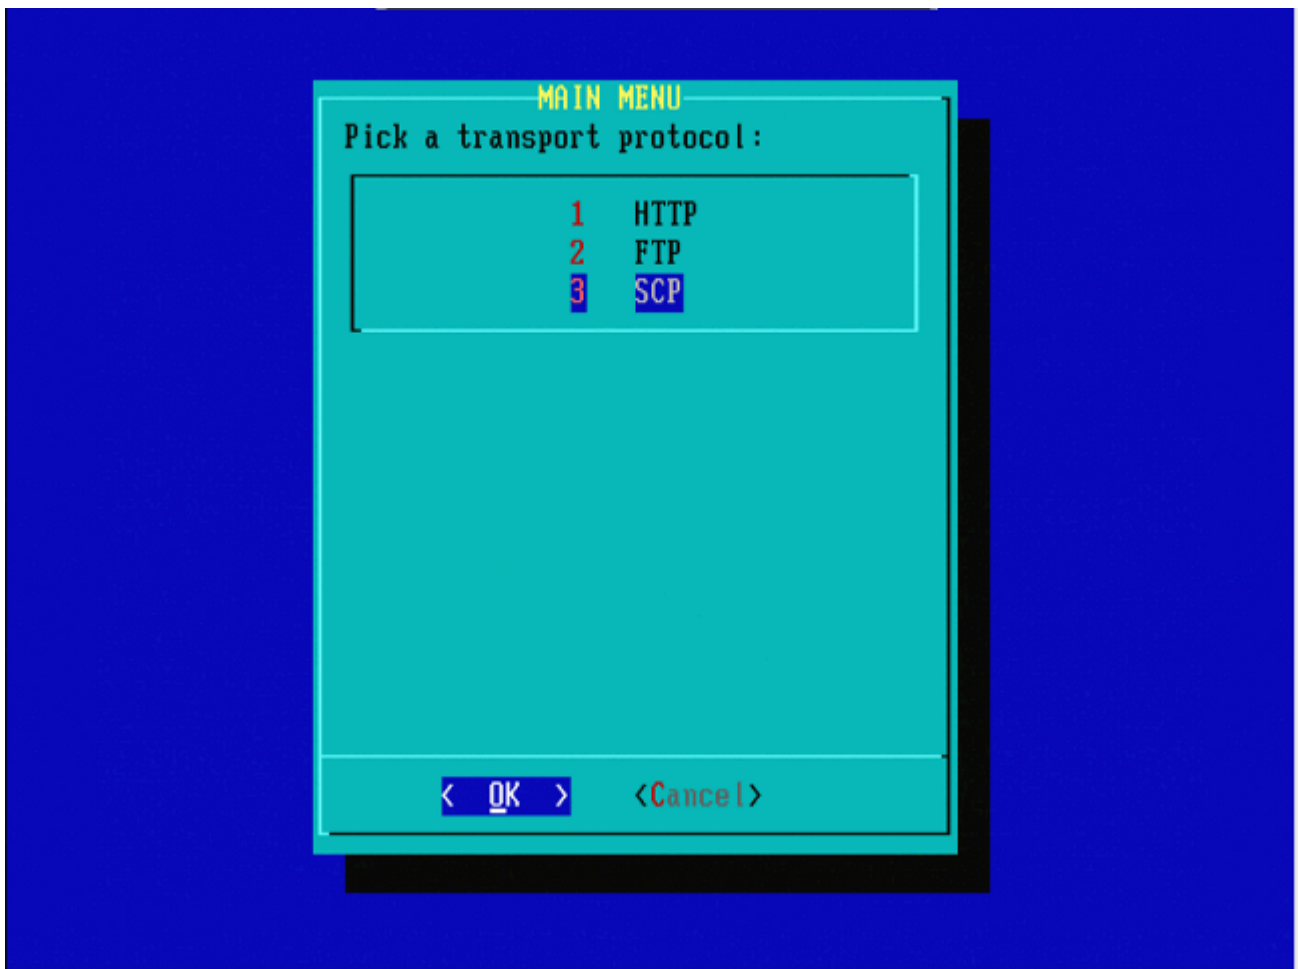 MAIN MENU
Pick a transport protocol:
1 HTTP
2 FTP
3 SCP
< OK > <Cancel>